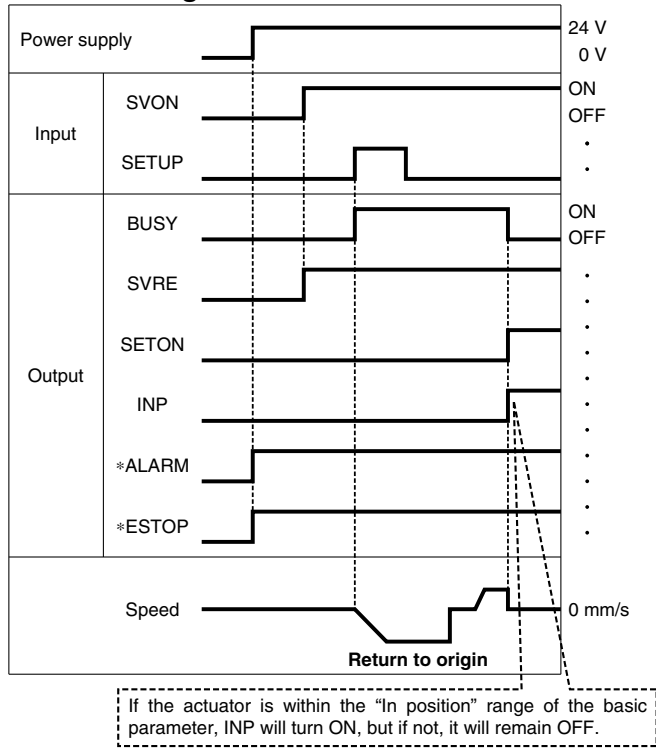 Power supply
24 V
0 V
Input
SVON
ON
OFF
SETUP
Output
BUSY
ON
OFF
SVRE
SETON
INP
*ALARM
*ESTOP
Speed
0 mm/s
Return to origin
If the actuator is within the “In position” range of the basic
parameter, INP will turn ON, but if not, it will remain OFF.